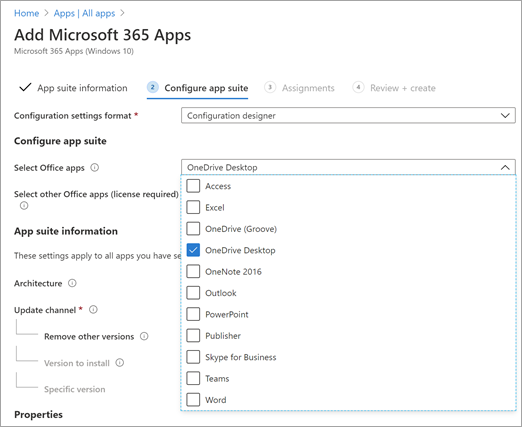 Home > Apps | All apps >
Add Microsoft 365 Apps
Microsoft 365 Apps (Windows 10)
App suite information 2 Configure app suite 3 Assignments 4 Review + create
Configuration settings format * Configuration designer
Configure app suite
Select Office apps OneDrive Desktop
Access
Select other Office apps (license required)
Excel
OneDrive (Groove)
App suite information
OneDrive Desktop
These settings apply to all apps you have se
OneNote 2016
Architecture
Outlook
Update channel *
PowerPoint
Remove other versions
Publisher
Skype for Business
Version to install
Teams
Specific version
Word
Properties